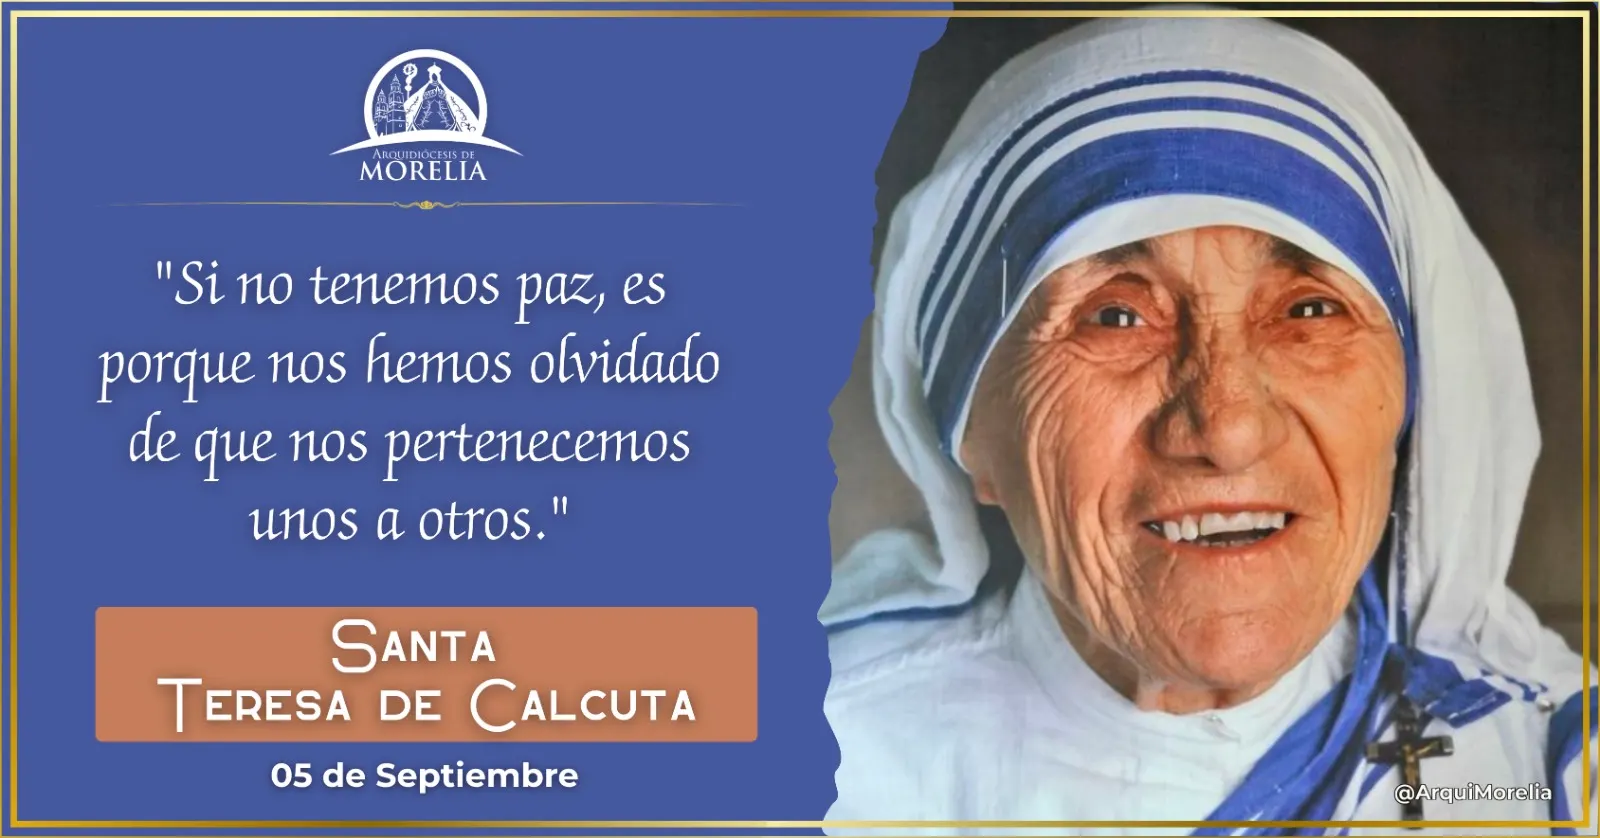 ARQUIDIÓCESIS DE
MORELIA
"Si no tenemos paz, es
porque nos hemos olvidado
de que nos pertenecemos
unos a otros."
SANTA
TERESA DE CALCUTA
05 de Septiembre
@ArquiMorelia